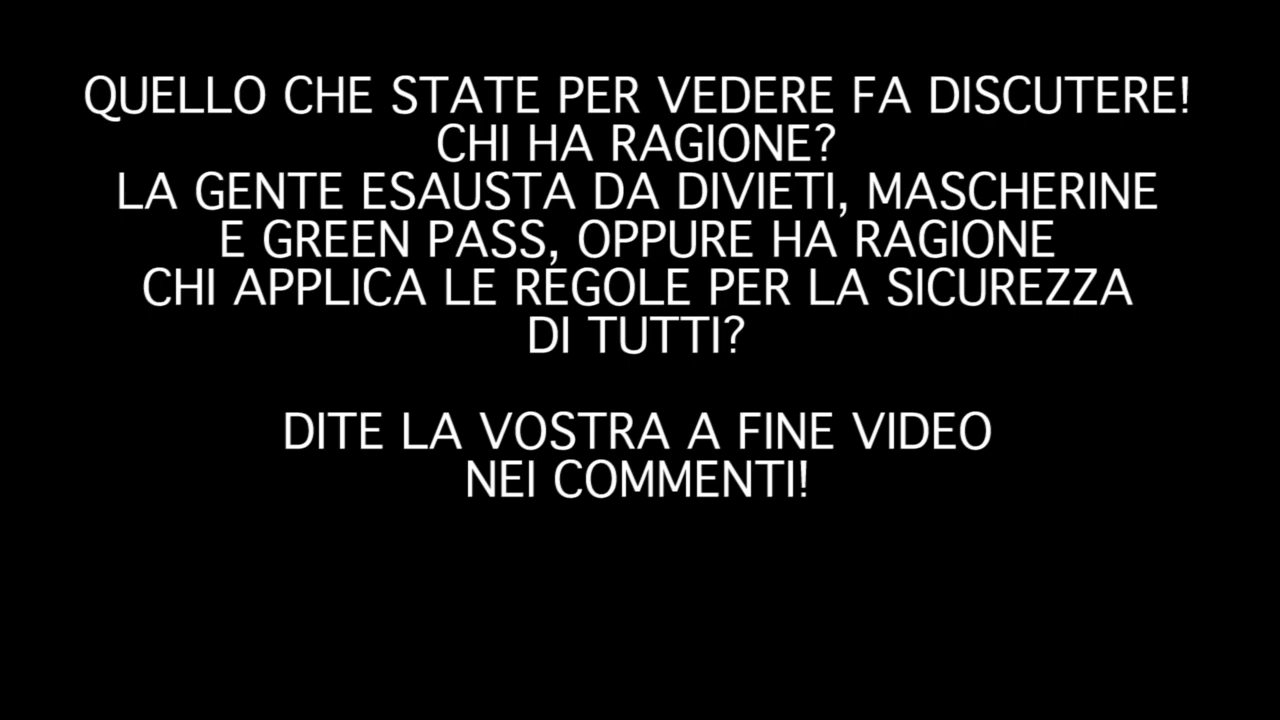 QUELLO CHE STATE PER VEDERE FA DISCUTERE!
CHI HA RAGIONE?
LA GENTE ESAUSTA DA DIVIETI, MASCHERINE
E GREEN PASS, OPPURE HA RAGIONE
CHI APPLICA LE REGOLE PER LA SICUREZZA
DI TUTTI?
DITE LA VOSTRA A FINE VIDEO
NEI COMMENTI!